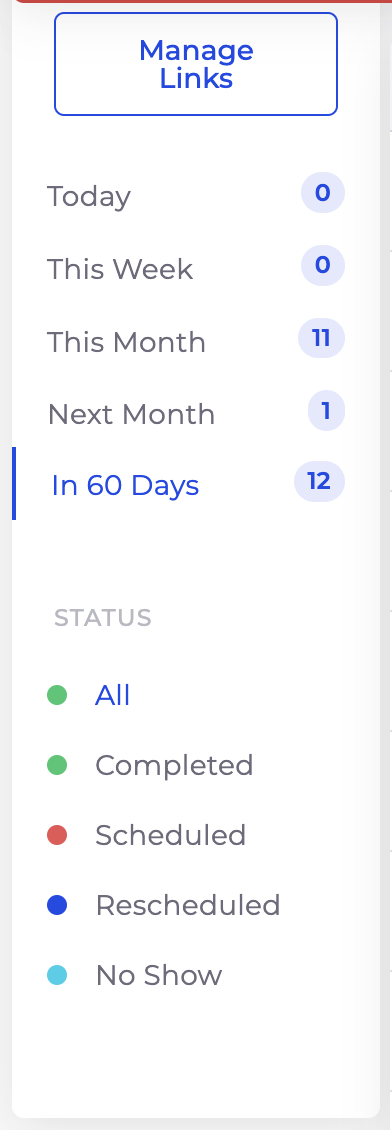 Manage
Links
Today 0
This Week 0
This Month 11
Next Month 1
In 60 Days 12
STATUS
All
Completed
Scheduled
Rescheduled
No Show